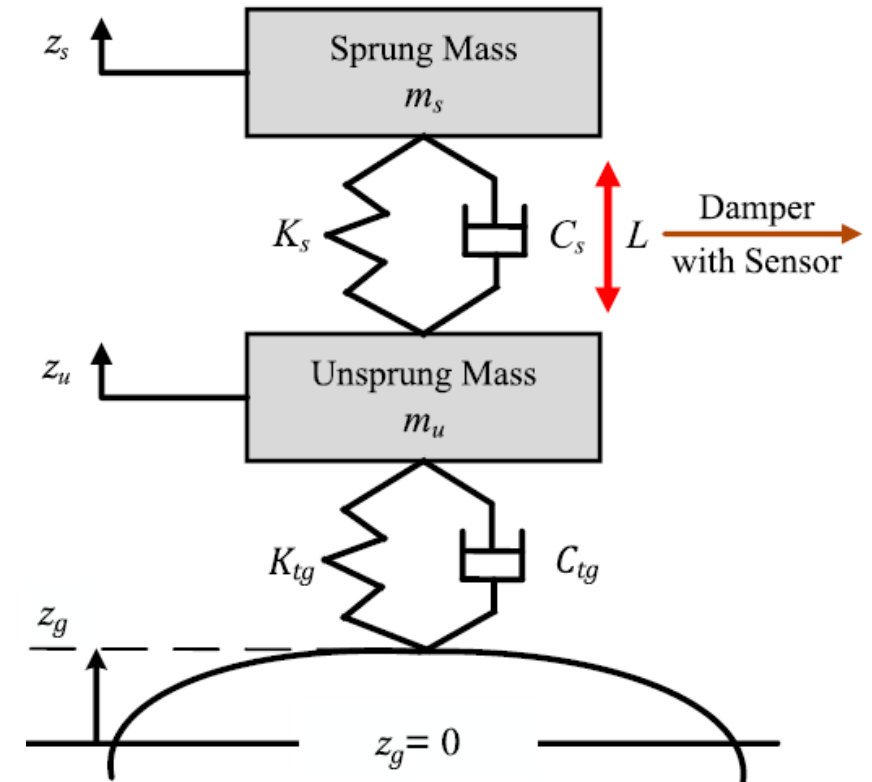 z_s
Sprung Mass
m_s
K_s
C_s
L
Damper
with Sensor
z_u
Unsprung Mass
m_u
K_tg
C_tg
z_g
z_g= 0